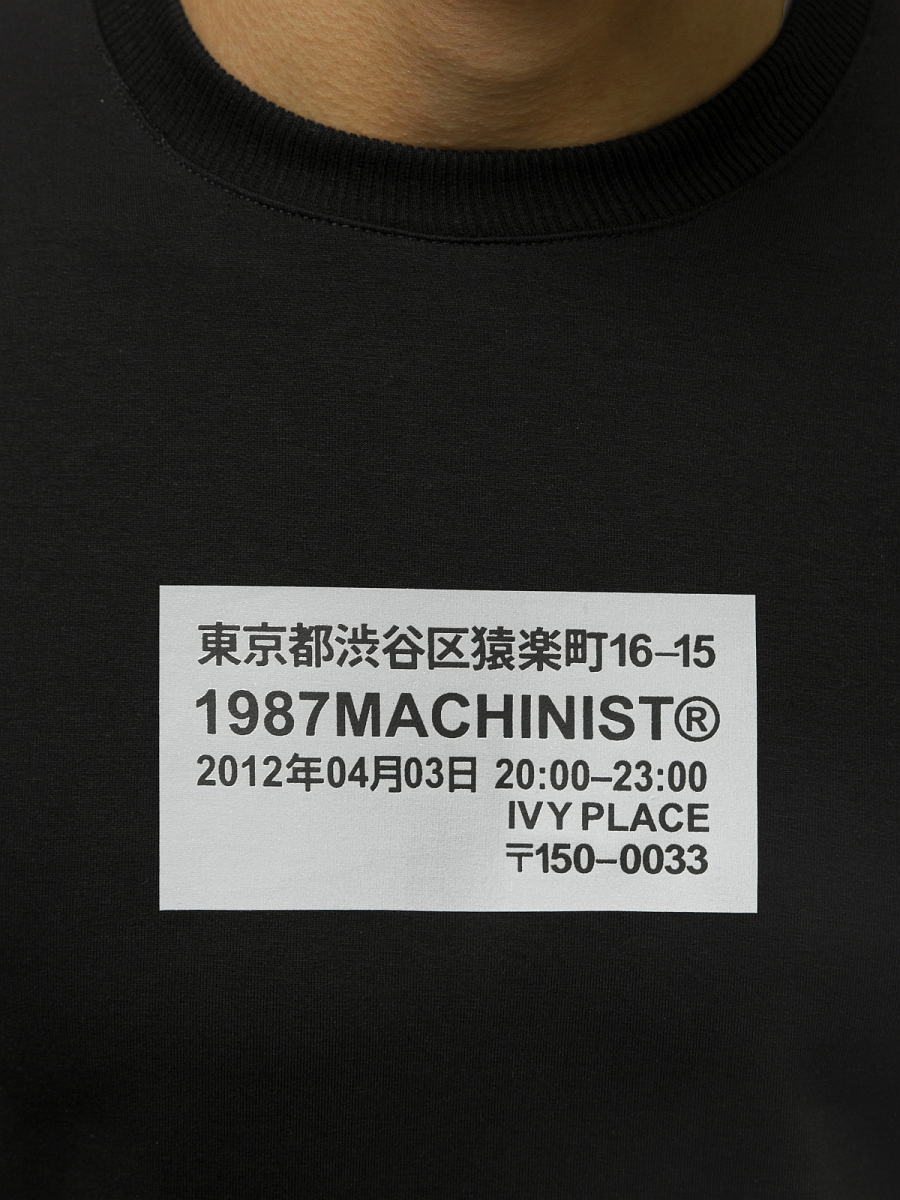 東京都渋谷区猿楽町16–15
1987MACHINIST®
2012年04月03日 20:00–23:00
IVY PLACE
〒150–0033